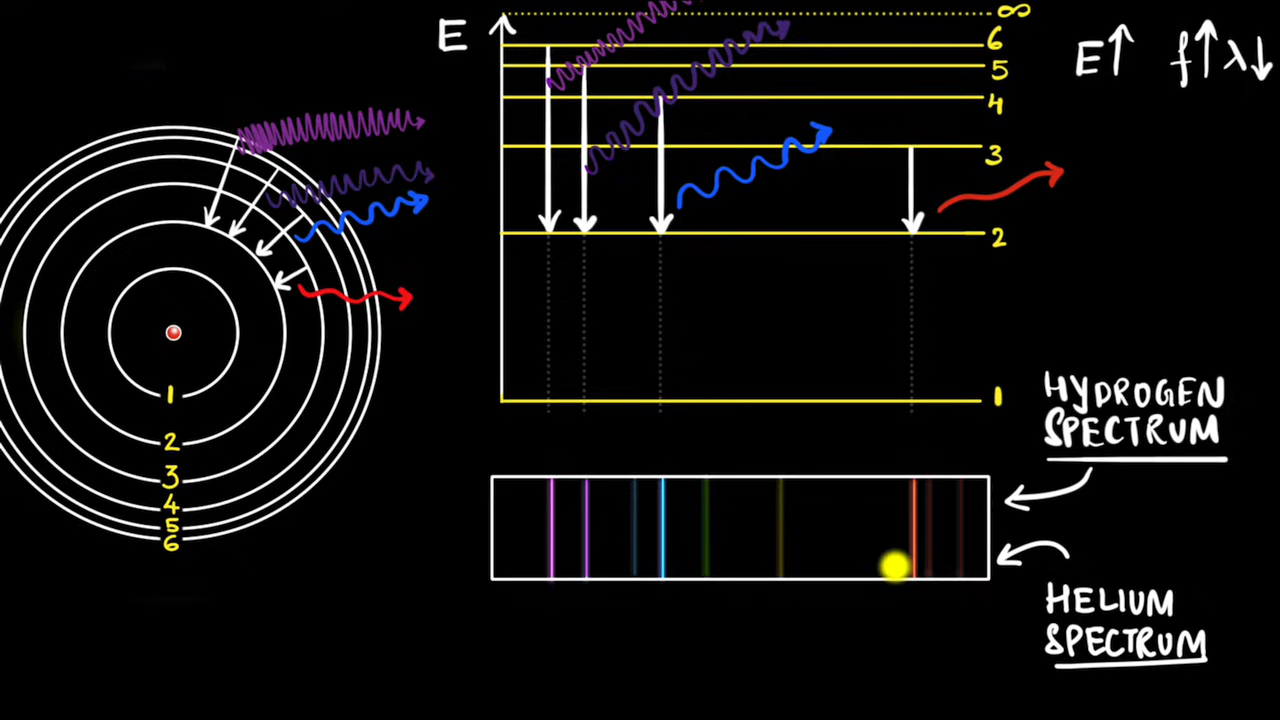 E
∞
6
5
4
3
2
1
E↑ f↑ λ↓
1
2
3
4
5
6
HYDROGEN
SPECTRUM
HELIUM
SPECTRUM